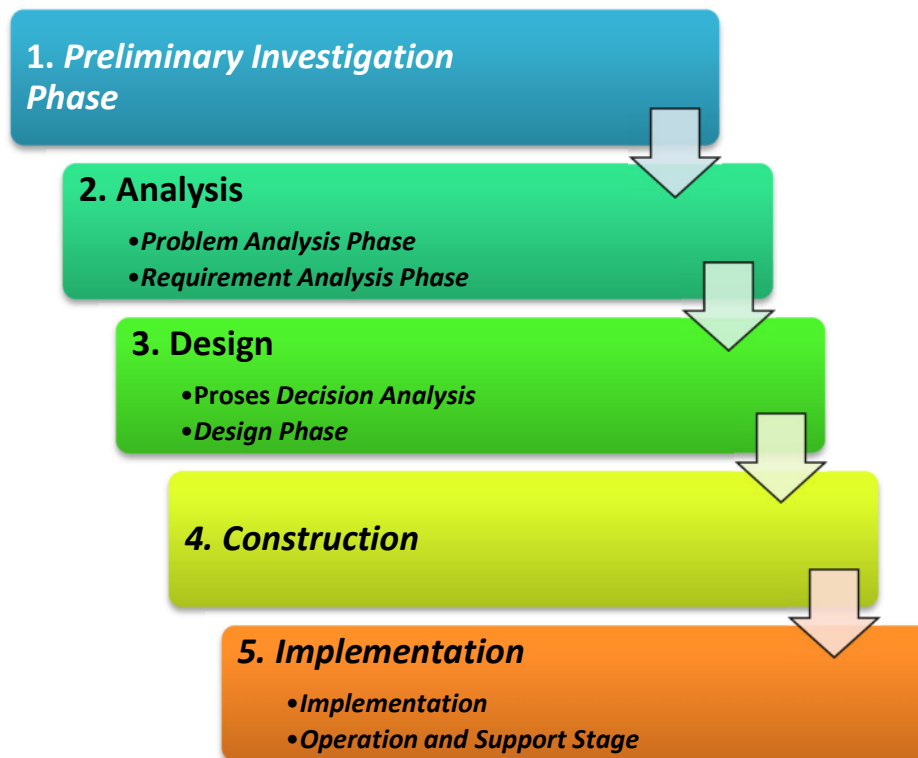 1. Preliminary Investigation
Phase
2. Analysis
•Problem Analysis Phase
•Requirement Analysis Phase
3. Design
•Proses Decision Analysis
•Design Phase
4. Construction
5. Implementation
•Implementation
•Operation and Support Stage